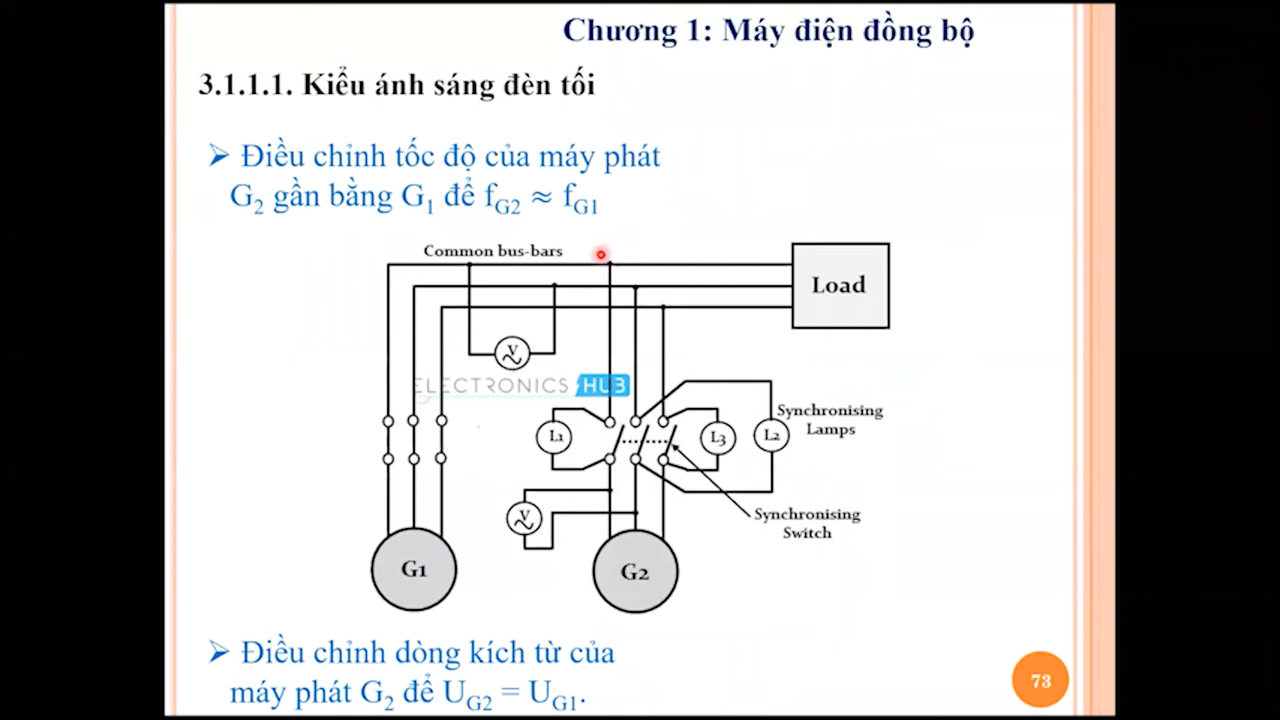 Chương 1: Máy điện đồng bộ
3.1.1.1. Kiểu ánh sáng đèn tối
➢ Điều chỉnh tốc độ của máy phát
G2 gần bằng G1 để fG2 ≈ fG1
Common bus-bars
Load
V
ELECTRONICS HUB
L1
L3
L2
Synchronising
Lamps
V
Synchronising
Switch
G1
G2
➢ Điều chỉnh dòng kích từ của
máy phát G2 để UG2 = UG1.
73